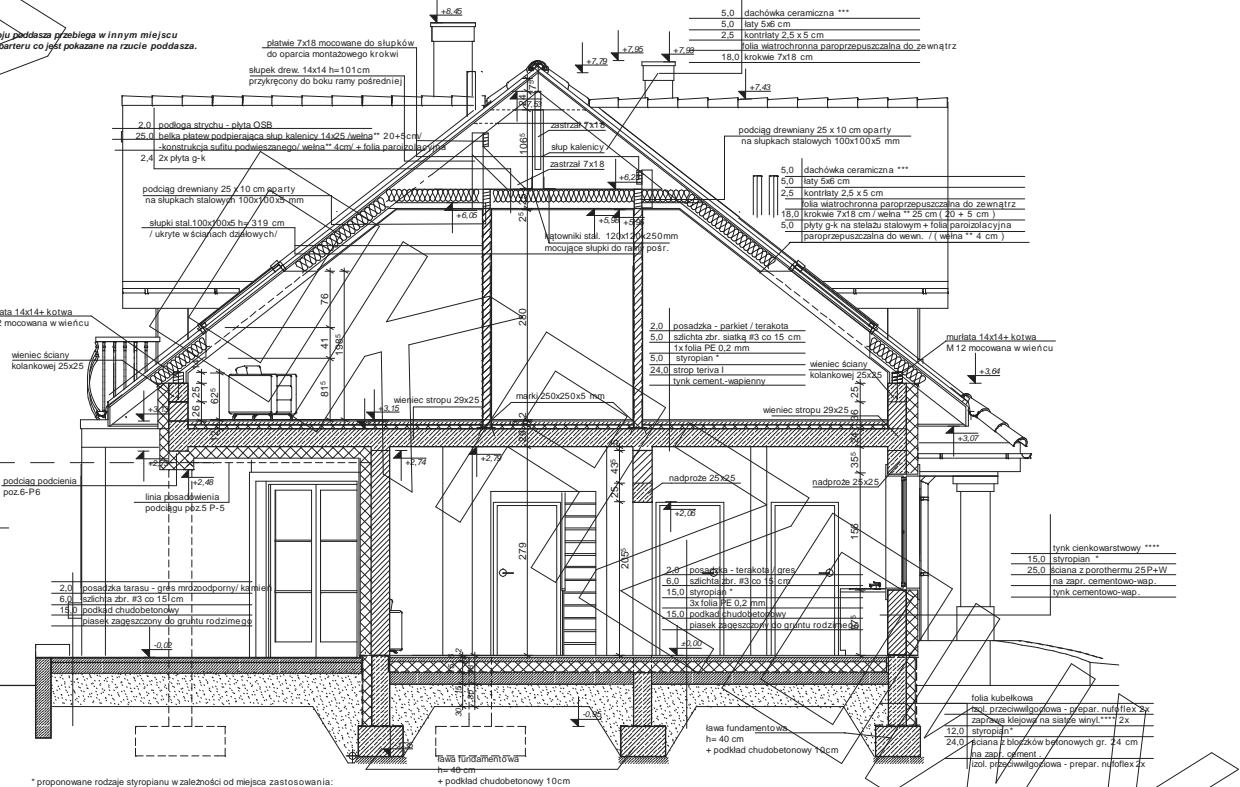 +8,45
5,0 dachówka ceramiczna ***
5,0 łaty 5x6 cm
2,5 kontrłaty 2,5 x 5 cm
folia wiatrochronna paroprzepuszczalna do zewnątrz
18,0 krokwie 7x18 cm
oju poddasza przebiega w innym miejscu
parteru co jest pokazane na rzucie poddasza.
płatwie 7x18 mocowane do słupków
do oparcia montażowego krokwi
słupek drew. 14x14 h=101cm
przykręcony do boku ramy pośredniej
+7,95
+7,93
+7,79
+7,43
+7,53
2,0 podłoga strychu - płyta OSB
25,0 belka płatew podpierająca słup kalenicy 14x25 /wełna** 20+5cm/
-konstrukcja sufitu podwieszanego/ wełna** 4cm/ + folia paroizolacyjna
2,4 2x płyta g-k
zastrzał 7x18
słup kalenicy
zastrzał 7x18
106⁵
podciąg drewniany 25 x 10 cm oparty
na słupkach stalowych 100x100x5 mm
podciąg drewniany 25 x 10 cm oparty
na słupkach stalowych 100x100x5 mm
5,0 dachówka ceramiczna ***
5,0 łaty 5x6 cm
2,5 kontrłaty 2,5 x 5 cm
folia wiatrochronna paroprzepuszczalna do zewnątrz
18,0 krokwie 7x18 cm / wełna ** 25 cm ( 20 + 5 cm )
5,0 płyty g-k na stelażu stalowym + folia paroizolacyjna
paroprzepuszczalna do wewn. / ( wełna ** 4 cm )
+6,05
słupki stal.100x100x5 h= 319 cm
/ ukryte w ścianach działowych/
kątowniki stal. 120x120x250mm
mocujące słupki do ramy pośr.
76
41
198⁵
81⁵
280
łata 14x14+ kotwa
2 mocowana w wieńcu
wieniec ściany
kolankowej 25x25
2,0 posadzka - parkiet / terakota
5,0 szlichta zbr. siatką #3 co 15 cm
1x folia PE 0,2 mm
5,0 styropian *
24,0 strop teriva I
tynk cement.-wapienny
wieniec ściany
kolankowej 25x25
murłata 14x14+ kotwa
M 12 mocowana w wieńcu
+3,64
25
26
62⁵
25
wieniec stropu 29x25
marki 250x250x5 mm
wieniec stropu 29x25
+3,15
+3,07
+2,74
+2,79
+2,48
podciąg podcienia
poz.6-P6
linia posadowienia
podciągu poz.5 P-5
43⁵
25
nadproże 25x25
nadproże 25x25
35⁵
+2,06
279
205⁵
tynk cienkowarstwowy ****
15,0 styropian *
25,0 ściana z porothermu 25P+W
na zapr. cementowo-wap.
tynk cementowo-wap.
2,0 posadzka tarasu - gres mrozoodporny/ kamień
6,0 szlichta zbr. #3 co 15 cm
15,0 podkład chudobetonowy
piasek zagęszczony do gruntu rodzimego
2,0 posadzka - terakota / gres
6,0 szlichta zbr. #3 co 15 cm
15,0 styropian *
3x folia PE 0,2 mm
15,0 podkład chudobetonowy
piasek zagęszczony do gruntu rodzimego
-0,02
±0,00
folia kubełkowa
izol. przeciwwilgociowa - prepar. nufoflex 2x
zaprawa klejowa na siatce winyl.**** 2x
12,0 styropian*
24,0 ściana z bloczków betonowych gr. 24 cm
na zapr. cement .
izol. przeciwwilgociowa - prepar. nufoflex 2x
ława fundamentowa
h= 40 cm
+ podkład chudobetonowy 10cm
ława fundamentowa
h= 40 cm
+ podkład chudobetonowy 10cm
* proponowane rodzaje styropianu w zależności od miejsca zastosowania: